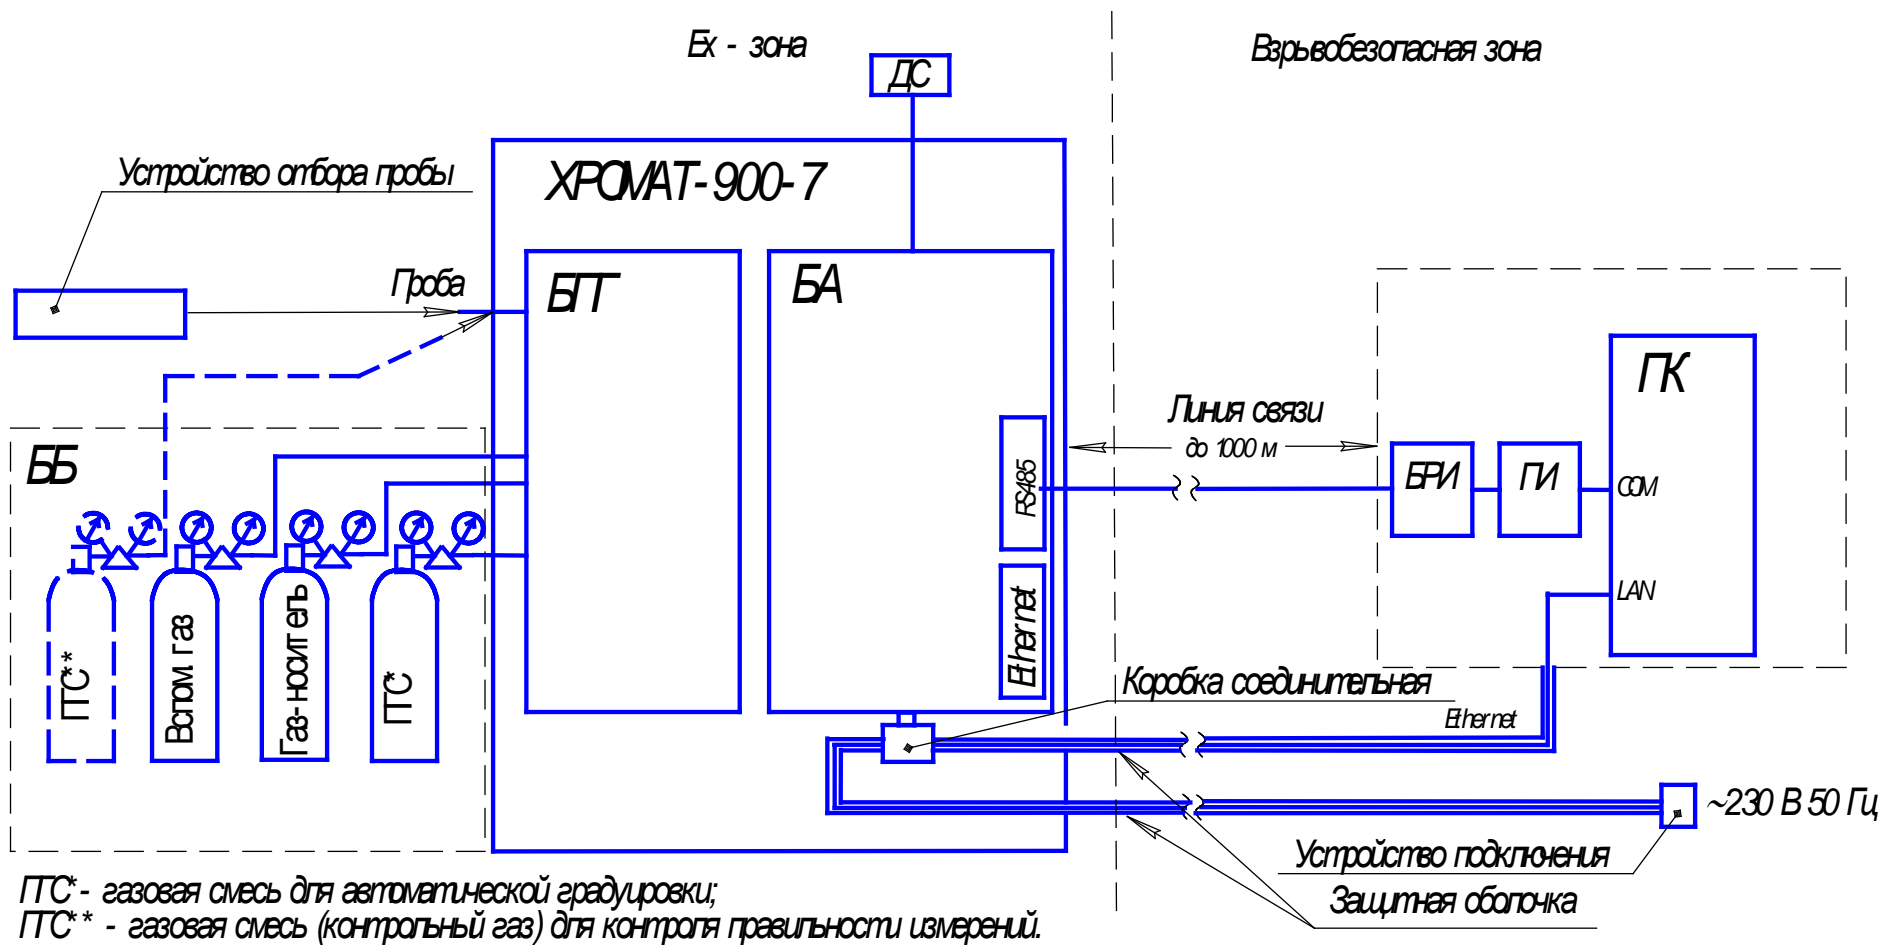 Ех - зона
Взрывобезопасная зона
ДС
Устройство отбора пробы
ХРОМАТ-900-7
Проба
БПГ
БА
ПК
Линия связи
до 1000 м
ББ
RS485
БРИ
ПИ
COM
LAN
Ethernet
ПГС**
Вспом. газ
Газ-носитель
ПГС*
Коробка соединительная
Ethernet
~230 В 50 Гц
Устройство подключения
Защитная оболочка
ПГС* - газовая смесь для автоматической градуировки;
ПГС** - газовая смесь (контрольный газ) для контроля правильности измерений.